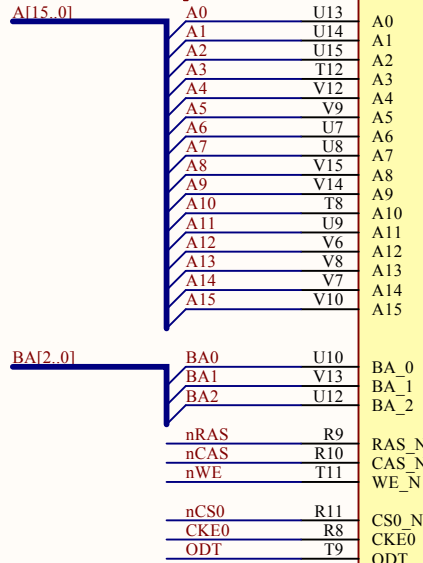 A[15..0] A0 U13 A0
A1 U14 A1
A2 U15 A2
A3 T12 A3
A4 V12 A4
A5 V9 A5
A6 U7 A6
A7 U8 A7
A8 V15 A8
A9 V14 A9
A10 T8 A10
A11 U9 A11
A12 V6 A12
A13 V8 A13
A14 V7 A14
A15 V10 A15
BA[2..0] BA0 U10 BA_0
BA1 V13 BA_1
BA2 U12 BA_2
nRAS R9 RAS_N
nCAS R10 CAS_N
nWE T11 WE_N
nCS0 R11 CS0_N
CKE0 R8 CKE0
ODT T9 ODT